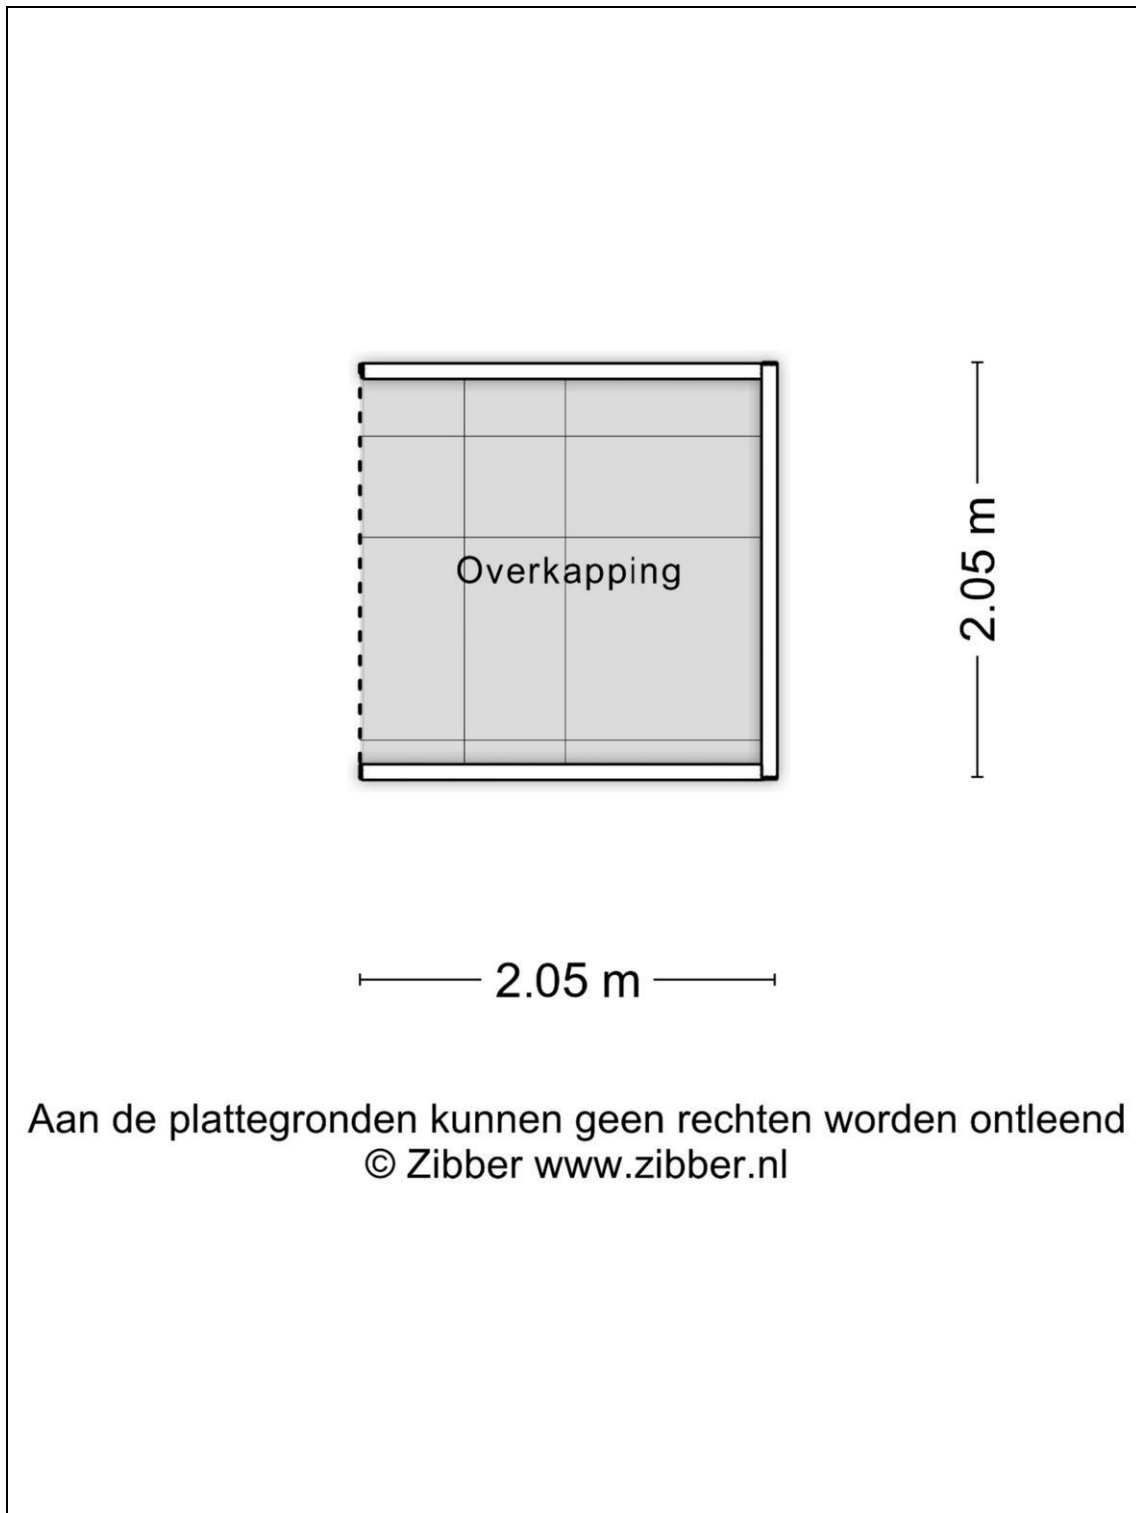 Overkapping
2.05 m
2.05 m
Aan de plattegronden kunnen geen rechten worden ontleend
© Zibber www.zibber.nl